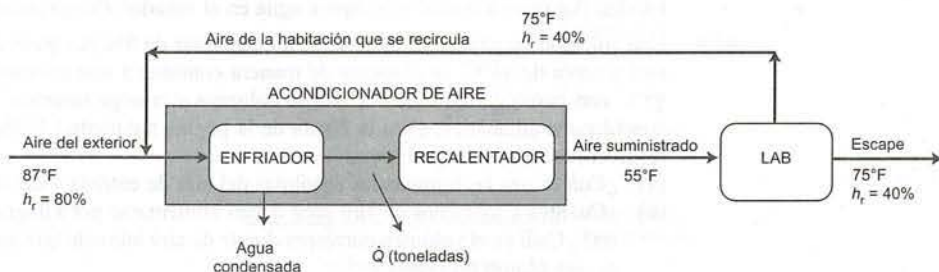 75°F
Aire de la habitación que se recircula
h_r = 40%
ACONDICIONADOR DE AIRE
Aire del exterior
ENFRIADOR
RECALENTADOR
Aire suministrado
LAB
Escape
87°F
h_r = 80%
55°F
75°F
h_r = 40%
Agua
condensada
Q̇ (toneladas)